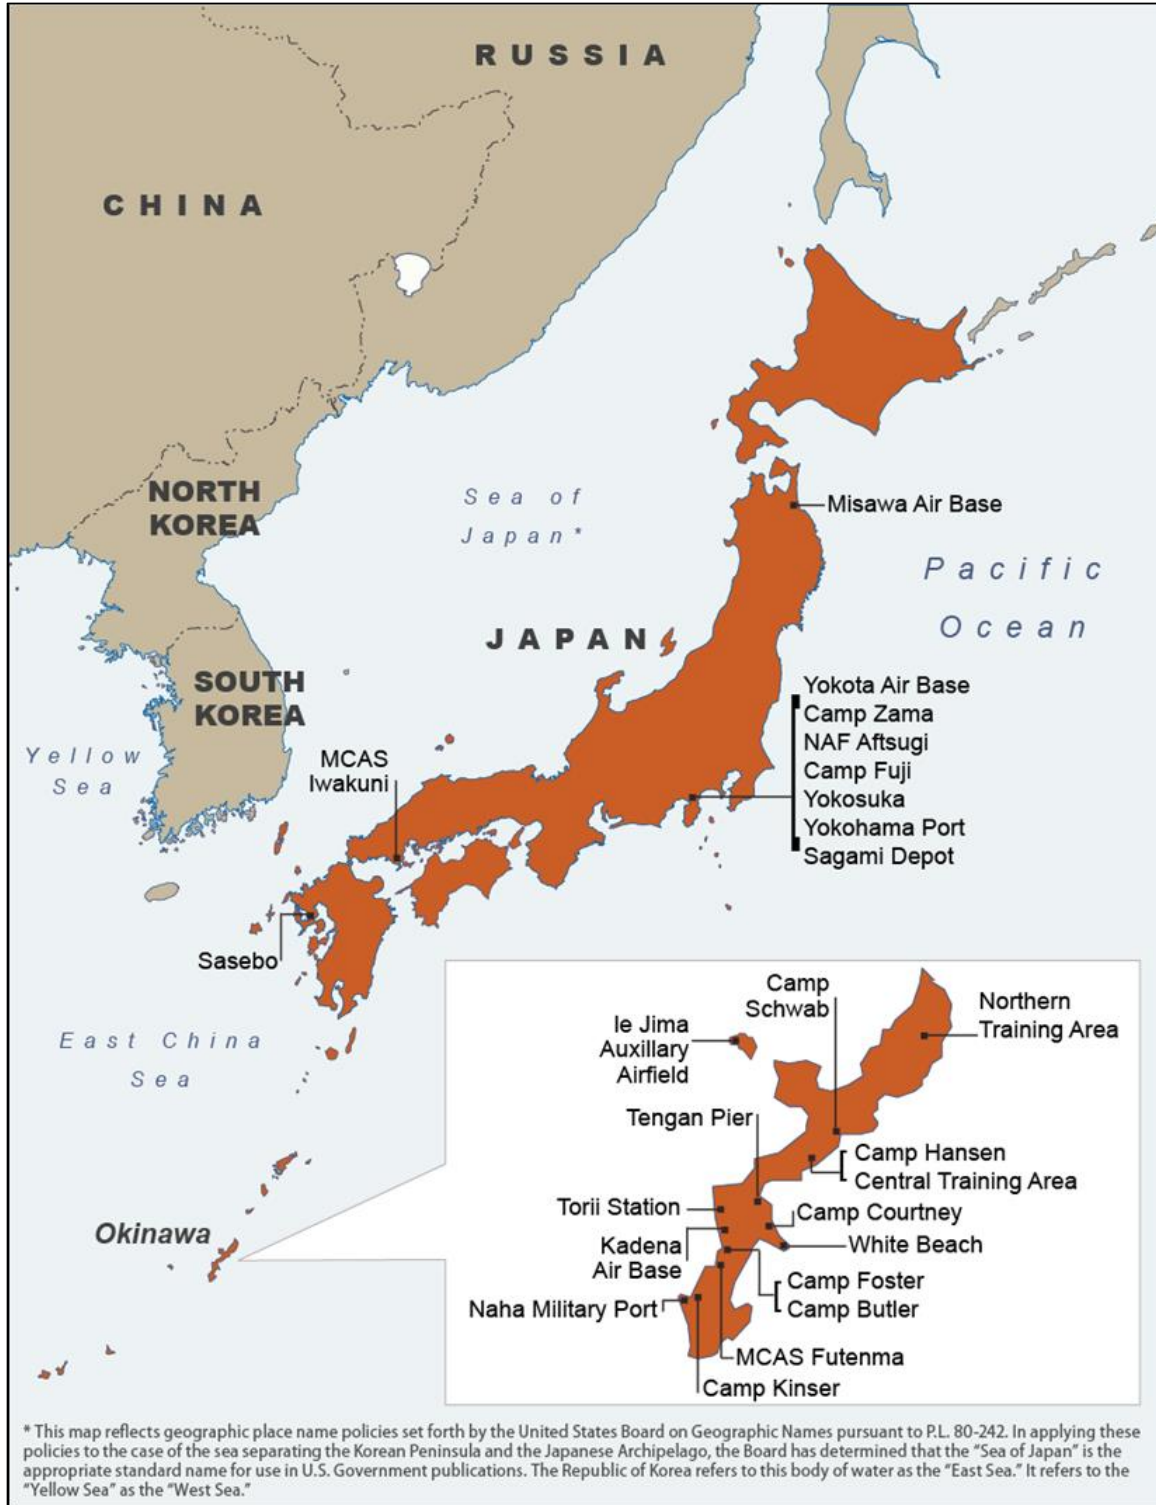 RUSSIA
CHINA
NORTH
KOREA
Sea of
Japan*
Misawa Air Base
Pacific
Ocean
JAPAN
SOUTH
KOREA
Yellow
Sea
MCAS
Iwakuni
Yokota Air Base
Camp Zama
NAF Aftsugi
Camp Fuji
Yokosuka
Yokohama Port
Sagami Depot
Sasebo
East China
Sea
Okinawa
Camp
Schwab
Northern
Training Area
Ie Jima
Auxillary
Airfield
Tengan Pier
Camp Hansen
Central Training Area
Torii Station
Camp Courtney
Kadena
Air Base
White Beach
Camp Foster
Camp Butler
Naha Military Port
MCAS Futenma
Camp Kinser
* This map reflects geographic place name policies set forth by the United States Board on Geographic Names pursuant to P.L. 80-242. In applying these
policies to the case of the sea separating the Korean Peninsula and the Japanese Archipelago, the Board has determined that the “Sea of Japan” is the
appropriate standard name for use in U.S. Government publications. The Republic of Korea refers to this body of water as the “East Sea.” It refers to the
“Yellow Sea” as the “West Sea.”